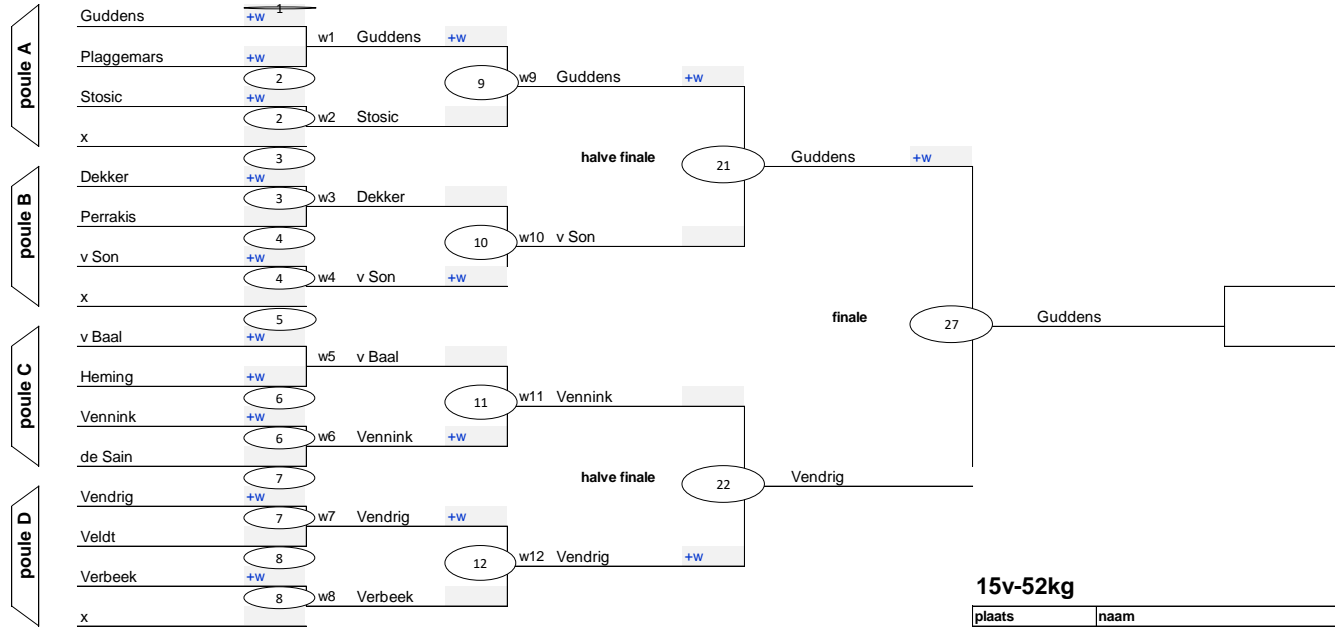 poule A
poule B
poule C
poule D
Guddens +w 1
w1 Guddens +w
Plaggemars +w
2
9
w9 Guddens +w
Stosic +w
2
w2 Stosic
x
3
halve finale
21
Guddens +w
Dekker +w
3
w3 Dekker
Perrakis
4
10
w10 v Son
v Son +w
4
w4 v Son +w
x
5
finale
27
Guddens
v Baal +w
w5 v Baal
Heming +w
6
11
w11 Vennink
Vennink +w
6
w6 Vennink +w
de Sain
7
halve finale
22
Vendrig
Vendrig +w
7
w7 Vendrig +w
Veldt
8
12
w12 Vendrig +w
Verbeek +w
8
w8 Verbeek
x
15v-52kg
plaats naam